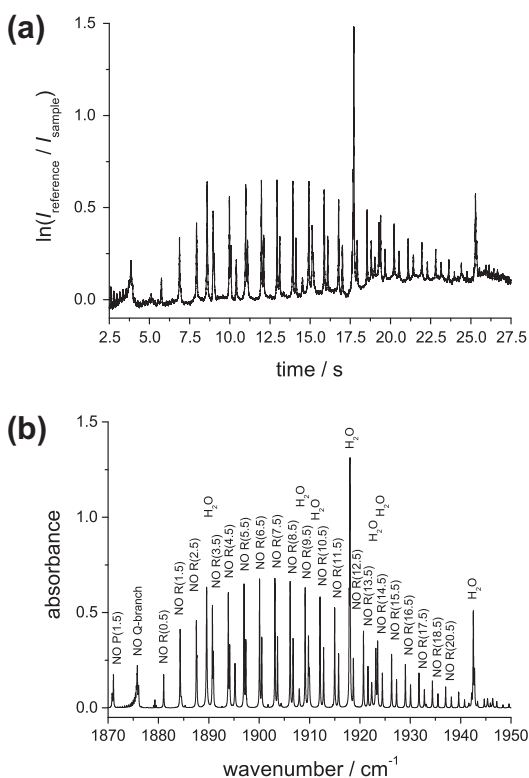 (a)
ln(I_reference / I_sample)
1.5
1.0
0.5
0.0
2.5 5.0 7.5 10.0 12.5 15.0 17.5 20.0 22.5 25.0 27.5
time / s
(b)
absorbance
1.5
1.0
0.5
0.0
NO P(1.5)
NO Q-branch
NO R(0.5)
NO R(1.5)
NO R(2.5)
H₂O
NO R(3.5)
NO R(4.5)
NO R(5.5)
NO R(6.5)
NO R(7.5)
NO R(8.5)
H₂O
NO R(9.5)
H₂O
NO R(10.5)
NO R(11.5)
H₂O
NO R(12.5)
NO R(13.5)
H₂O
NO R(14.5)
H₂O
NO R(15.5)
NO R(16.5)
NO R(17.5)
NO R(18.5)
NO R(20.5)
H₂O
1870 1880 1890 1900 1910 1920 1930 1940 1950
wavenumber / cm⁻¹